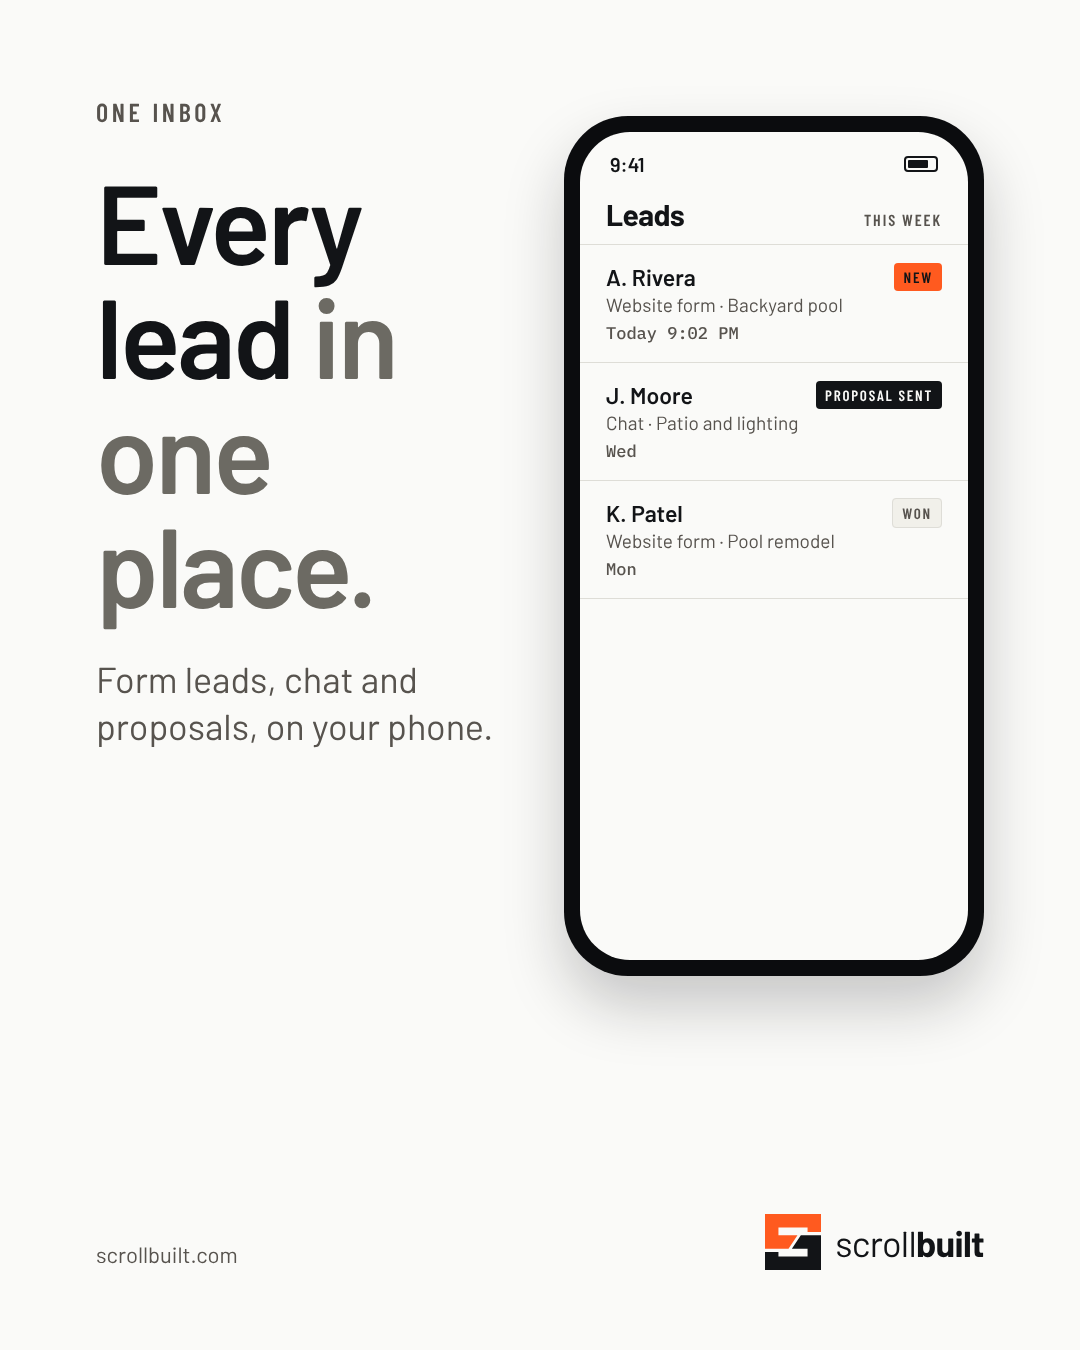 ONE INBOX
Every
lead in
one
place.
Form leads, chat and
proposals, on your phone.
9:41
Leads
THIS WEEK
A. Rivera
NEW
Website form · Backyard pool
Today 9:02 PM
J. Moore
PROPOSAL SENT
Chat · Patio and lighting
Wed
K. Patel
WON
Website form · Pool remodel
Mon
scrollbuilt.com
scrollbuilt